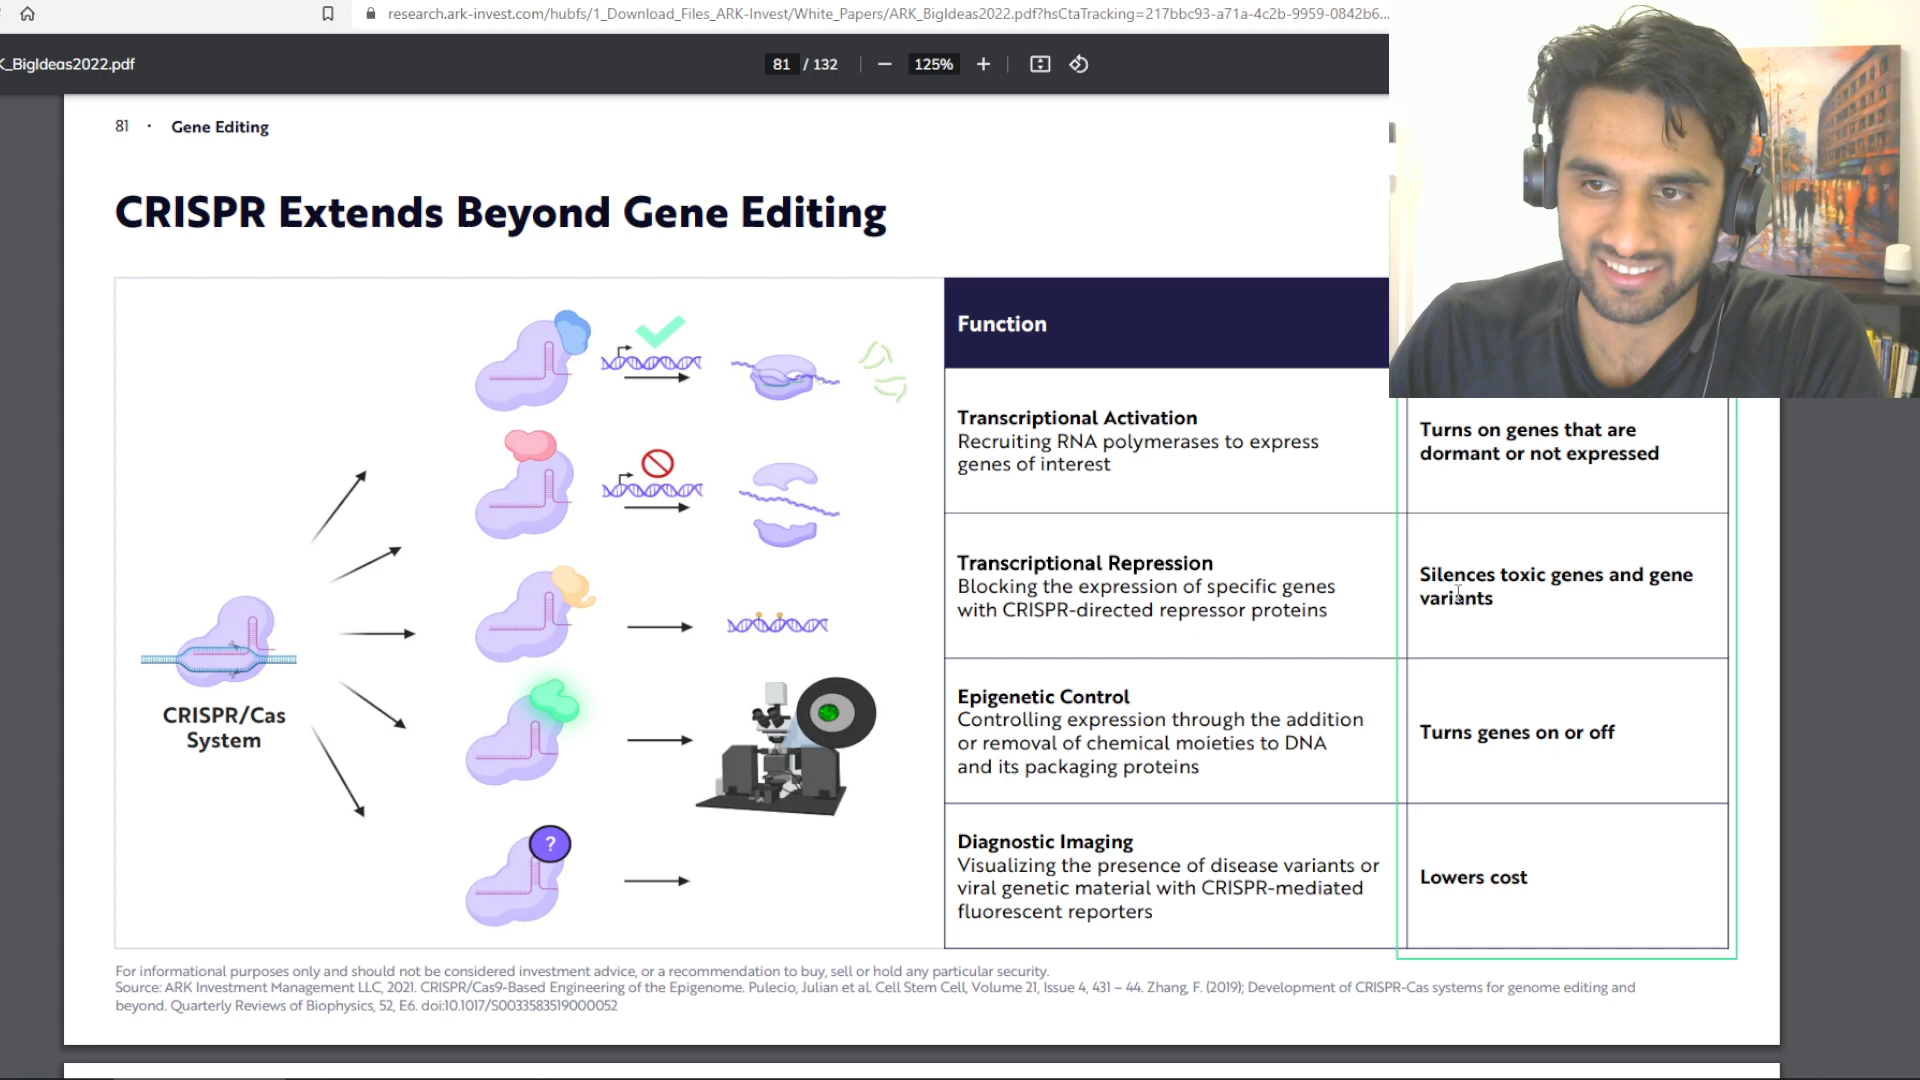 research.ark-invest.com/hubfs/1_Download_Files_ARK-Invest/White_Papers/ARK_BigIdeas2022.pdf?hsCtaTracking=217bbc93-a71a-4c2b-9959-0842b6...
K_BigIdeas2022.pdf
81 / 132
125%
81 · Gene Editing
CRISPR Extends Beyond Gene Editing
CRISPR/Cas
System
?
Function
Transcriptional Activation
Recruiting RNA polymerases to express
genes of interest
Turns on genes that are
dormant or not expressed
Transcriptional Repression
Blocking the expression of specific genes
with CRISPR-directed repressor proteins
Silences toxic genes and gene
variants
Epigenetic Control
Controlling expression through the addition
or removal of chemical moieties to DNA
and its packaging proteins
Turns genes on or off
Diagnostic Imaging
Visualizing the presence of disease variants or
viral genetic material with CRISPR-mediated
fluorescent reporters
Lowers cost
For informational purposes only and should not be considered investment advice, or a recommendation to buy, sell or hold any particular security.
Source: ARK Investment Management LLC, 2021. CRISPR/Cas9-Based Engineering of the Epigenome. Pulecio, Julian et al. Cell Stem Cell, Volume 21, Issue 4, 431 – 44. Zhang, F. (2019); Development of CRISPR-Cas systems for genome editing and
beyond. Quarterly Reviews of Biophysics, 52, E6. doi:10.1017/S0033583519000052